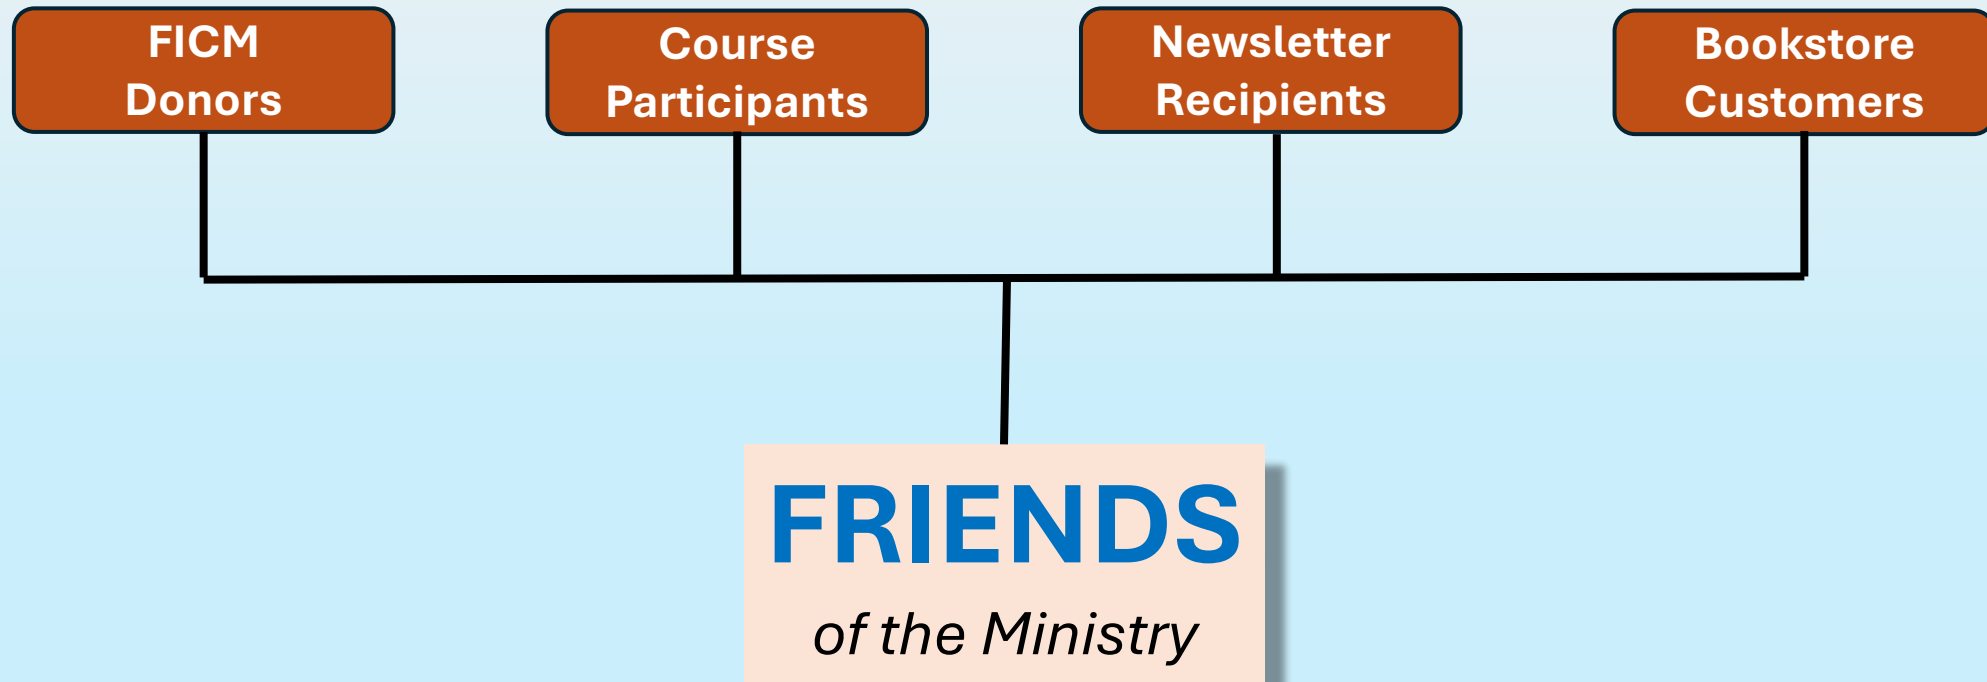 FICM
Donors
Course
Participants
Newsletter
Recipients
Bookstore
Customers
FRIENDS
of the Ministry